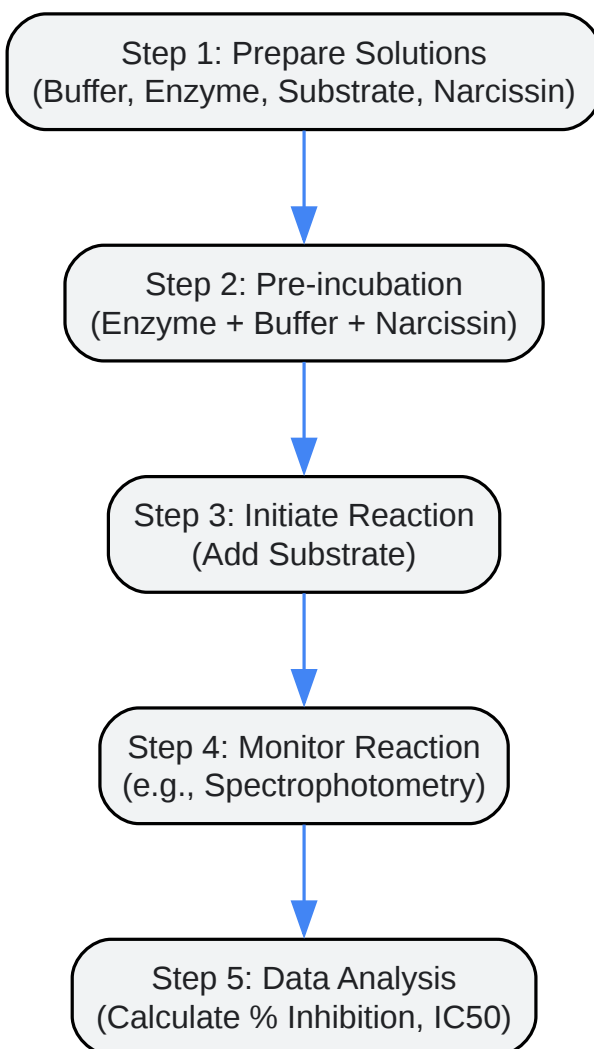 Step 1: Prepare Solutions
(Buffer, Enzyme, Substrate, Narcissin)
Step 2: Pre-incubation
(Enzyme + Buffer + Narcissin)
Step 3: Initiate Reaction
(Add Substrate)
Step 4: Monitor Reaction
(e.g., Spectrophotometry)
Step 5: Data Analysis
(Calculate % Inhibition, IC50)